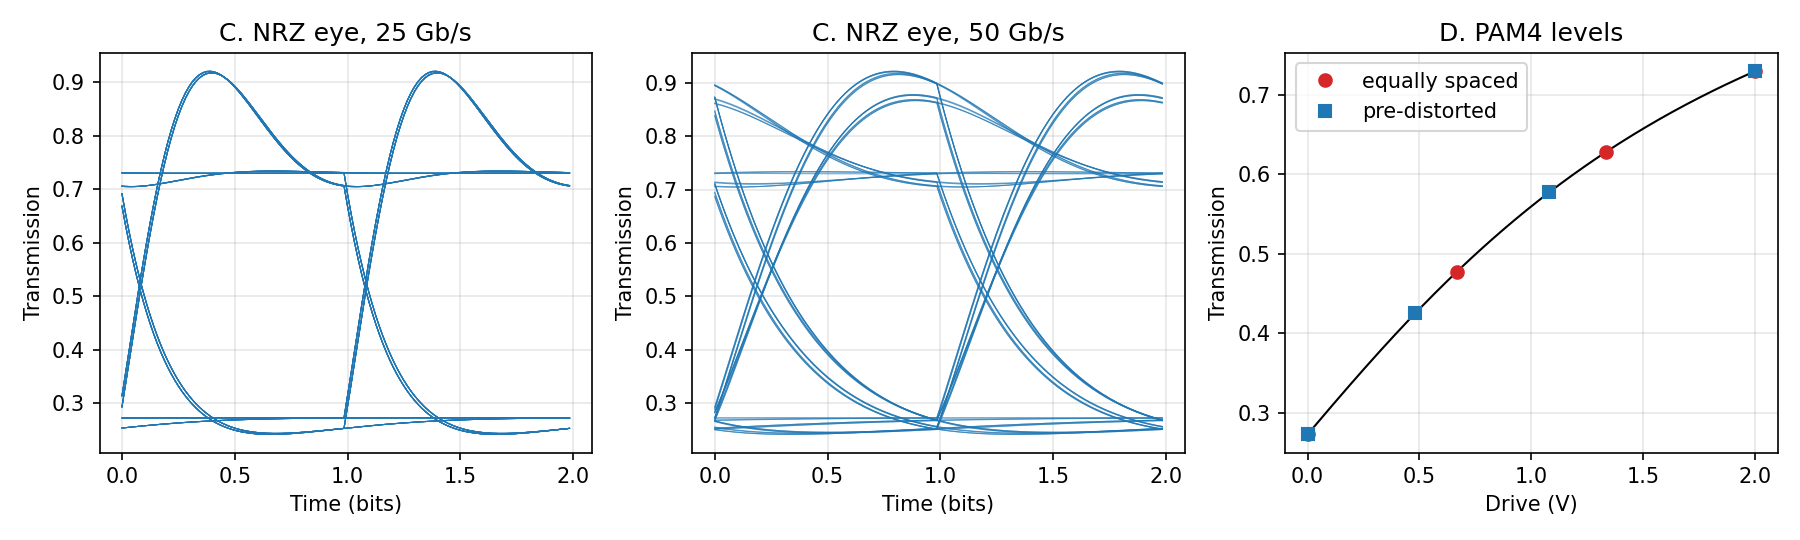 C. NRZ eye, 25 Gb/s
Transmission
0.9
0.8
0.7
0.6
0.5
0.4
0.3
0.0 0.5 1.0 1.5 2.0
Time (bits)
C. NRZ eye, 50 Gb/s
Transmission
0.9
0.8
0.7
0.6
0.5
0.4
0.3
0.0 0.5 1.0 1.5 2.0
Time (bits)
D. PAM4 levels
equally spaced
pre-distorted
Transmission
0.7
0.6
0.5
0.4
0.3
0.0 0.5 1.0 1.5 2.0
Drive (V)